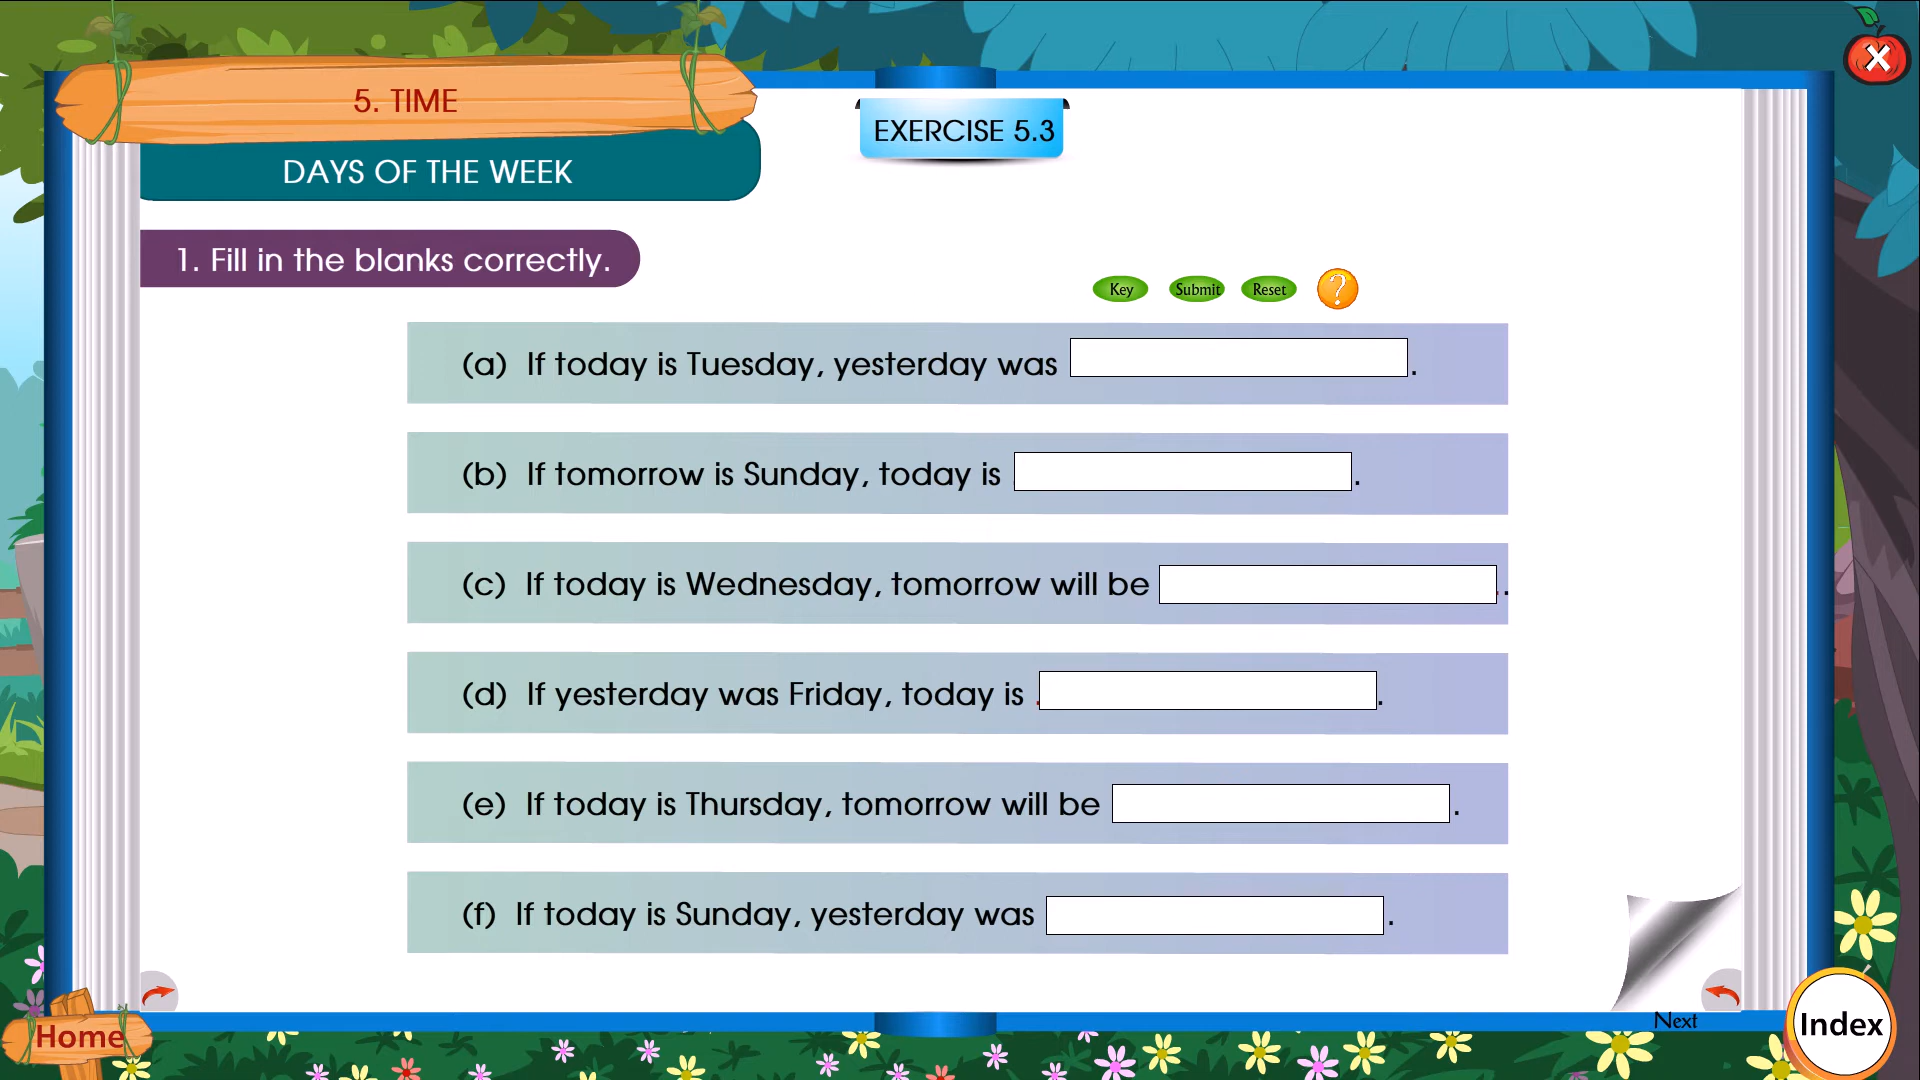 5. TIME
EXERCISE 5.3
DAYS OF THE WEEK
1. Fill in the blanks correctly.
Key Submit Reset ?
(a) If today is Tuesday, yesterday was .
(b) If tomorrow is Sunday, today is .
(c) If today is Wednesday, tomorrow will be ..
(d) If yesterday was Friday, today is .
(e) If today is Thursday, tomorrow will be .
(f) If today is Sunday, yesterday was .
Home
Next
Index